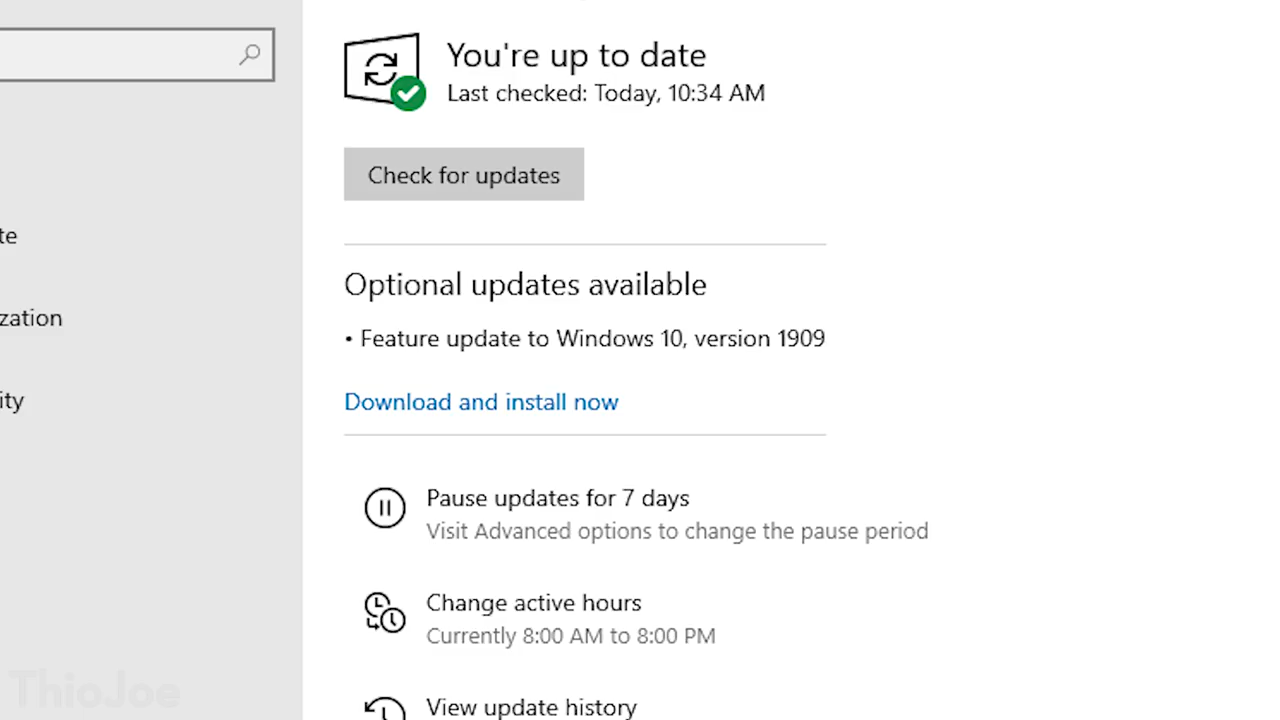 You're up to date
Last checked: Today, 10:34 AM
Check for updates
te
Optional updates available
zation
• Feature update to Windows 10, version 1909
ity
Download and install now
Pause updates for 7 days
Visit Advanced options to change the pause period
Change active hours
Currently 8:00 AM to 8:00 PM
ThioJoe
View update history